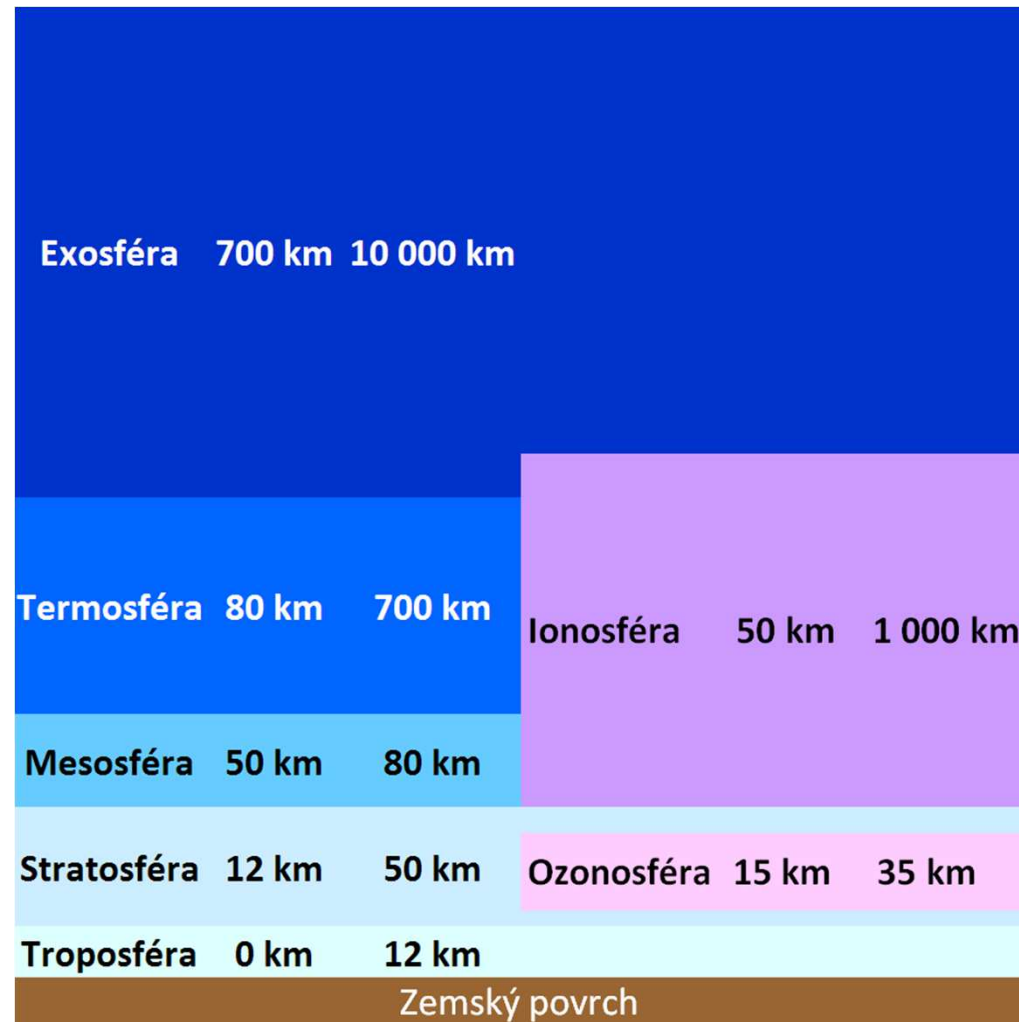 Exosféra 700 km 10 000 km
Termosféra 80 km 700 km
Ionosféra 50 km 1 000 km
Mesosféra 50 km 80 km
Stratosféra 12 km 50 km
Ozonosféra 15 km 35 km
Troposféra 0 km 12 km
Zemský povrch